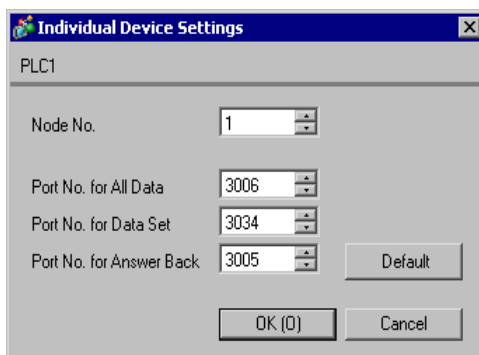 Individual Device Settings
PLC1
Node No. 1
Port No. for All Data 3006
Port No. for Data Set 3034
Port No. for Answer Back 3005 Default
OK (O) Cancel